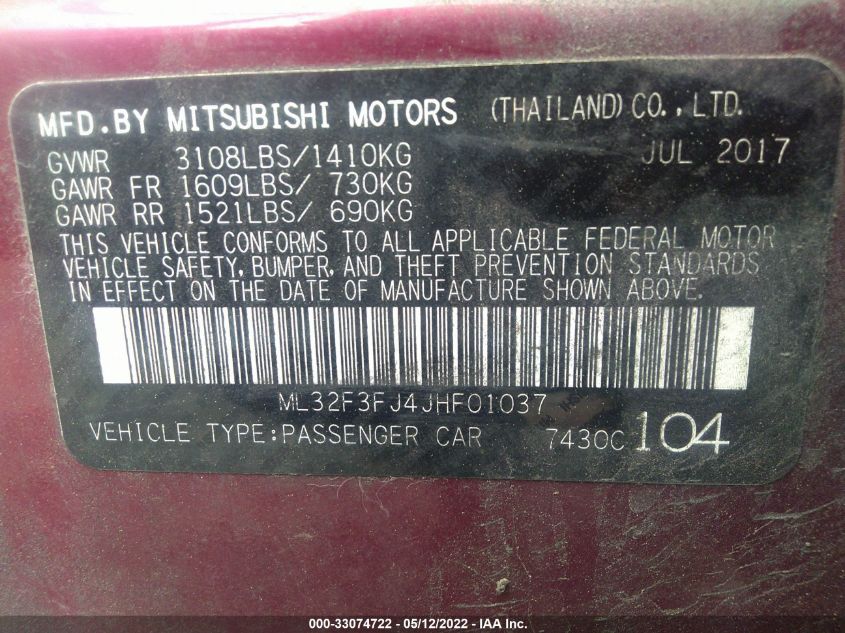 MFD.BY MITSUBISHI MOTORS (THAILAND) CO., LTD.
GVWR 3108LBS/1410KG JUL 2017
GAWR FR 1609LBS/ 730KG
GAWR RR 1521LBS/ 690KG
THIS VEHICLE CONFORMS TO ALL APPLICABLE FEDERAL MOTOR
VEHICLE SAFETY, BUMPER, AND THEFT PREVENTION STANDARDS
IN EFFECT ON THE DATE OF MANUFACTURE SHOWN ABOVE.
ML32F3FJ4JHF01037
VEHICLE TYPE:PASSENGER CAR 7430C 104
000-33074722 - 05/12/2022 - IAA Inc.